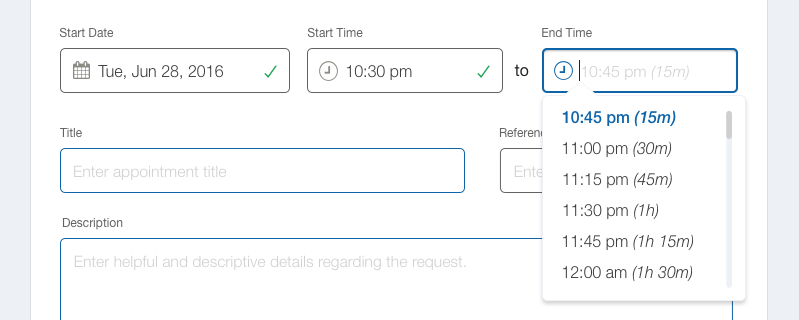 Start Date
Start Time
End Time
Tue, Jun 28, 2016
10:30 pm
to
10:45 pm (15m)
10:45 pm (15m)
11:00 pm (30m)
11:15 pm (45m)
11:30 pm (1h)
11:45 pm (1h 15m)
12:00 am (1h 30m)
Title
Enter appointment title
Description
Enter helpful and descriptive details regarding the request.